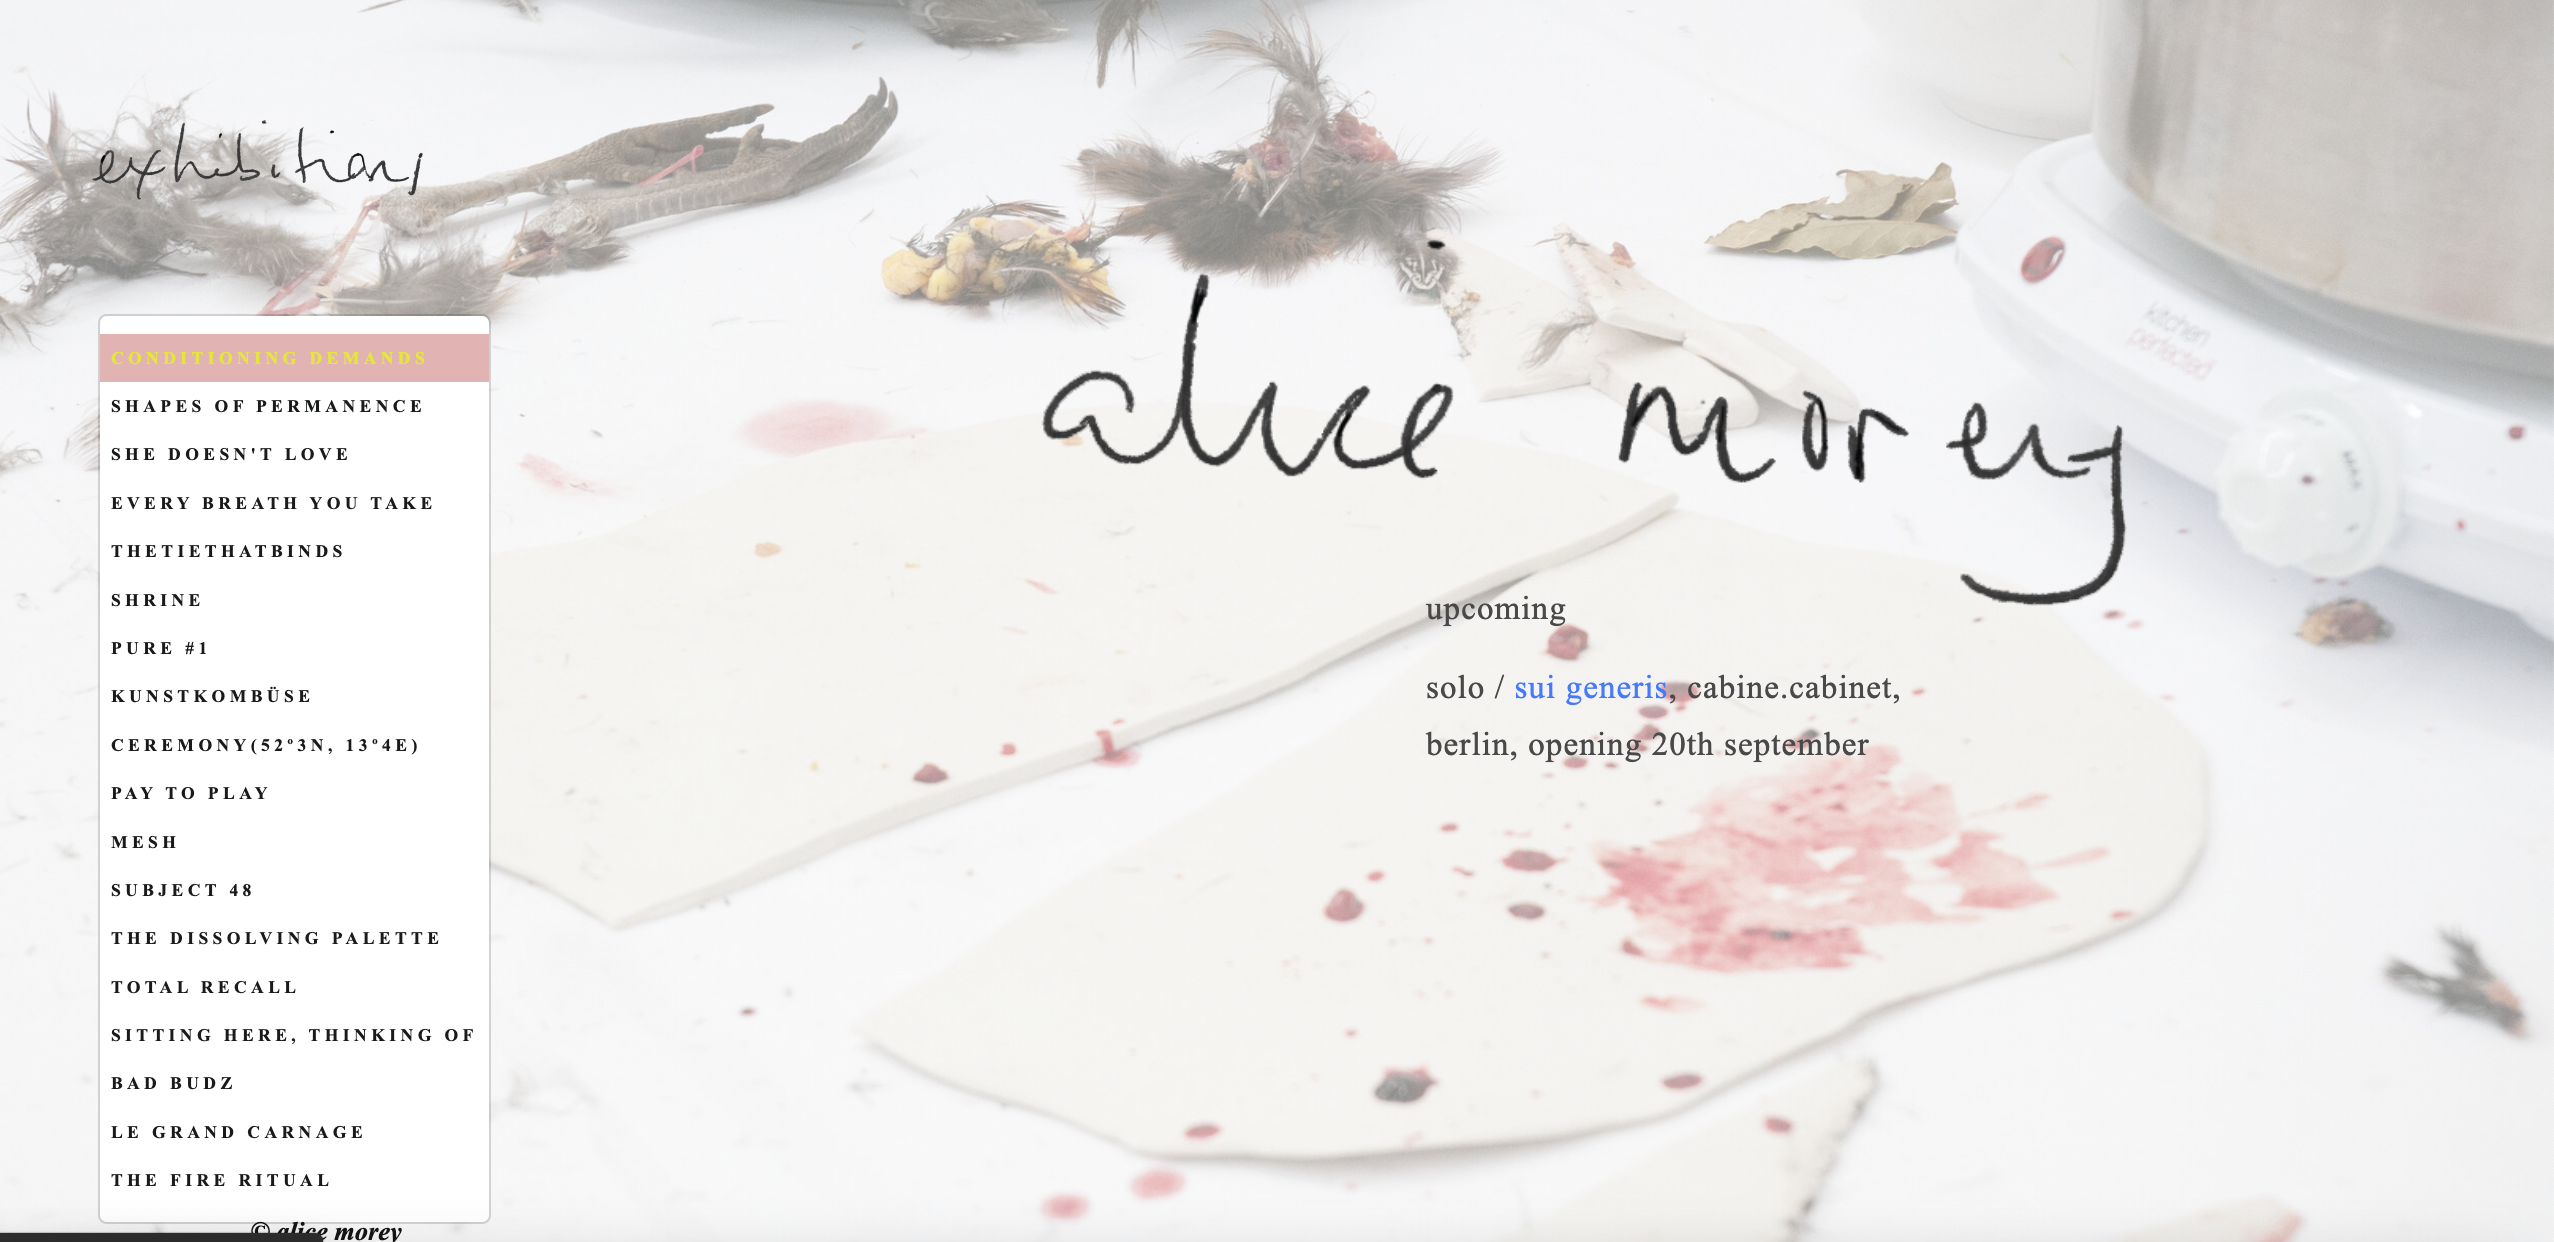 exhibitions
alice morey
kitchen
perfected
CONDITIONING DEMANDS
SHAPES OF PERMANENCE
SHE DOESN'T LOVE
EVERY BREATH YOU TAKE
THETIETHATBINDS
SHRINE
PURE #1
KUNSTKOMBÜSE
CEREMONY(52°3N, 13°4E)
PAY TO PLAY
MESH
SUBJECT 48
THE DISSOLVING PALETTE
TOTAL RECALL
SITTING HERE, THINKING OF
BAD BUDZ
LE GRAND CARNAGE
THE FIRE RITUAL
upcoming
solo / sui generis, cabine.cabinet,
berlin, opening 20th september
© alice morey